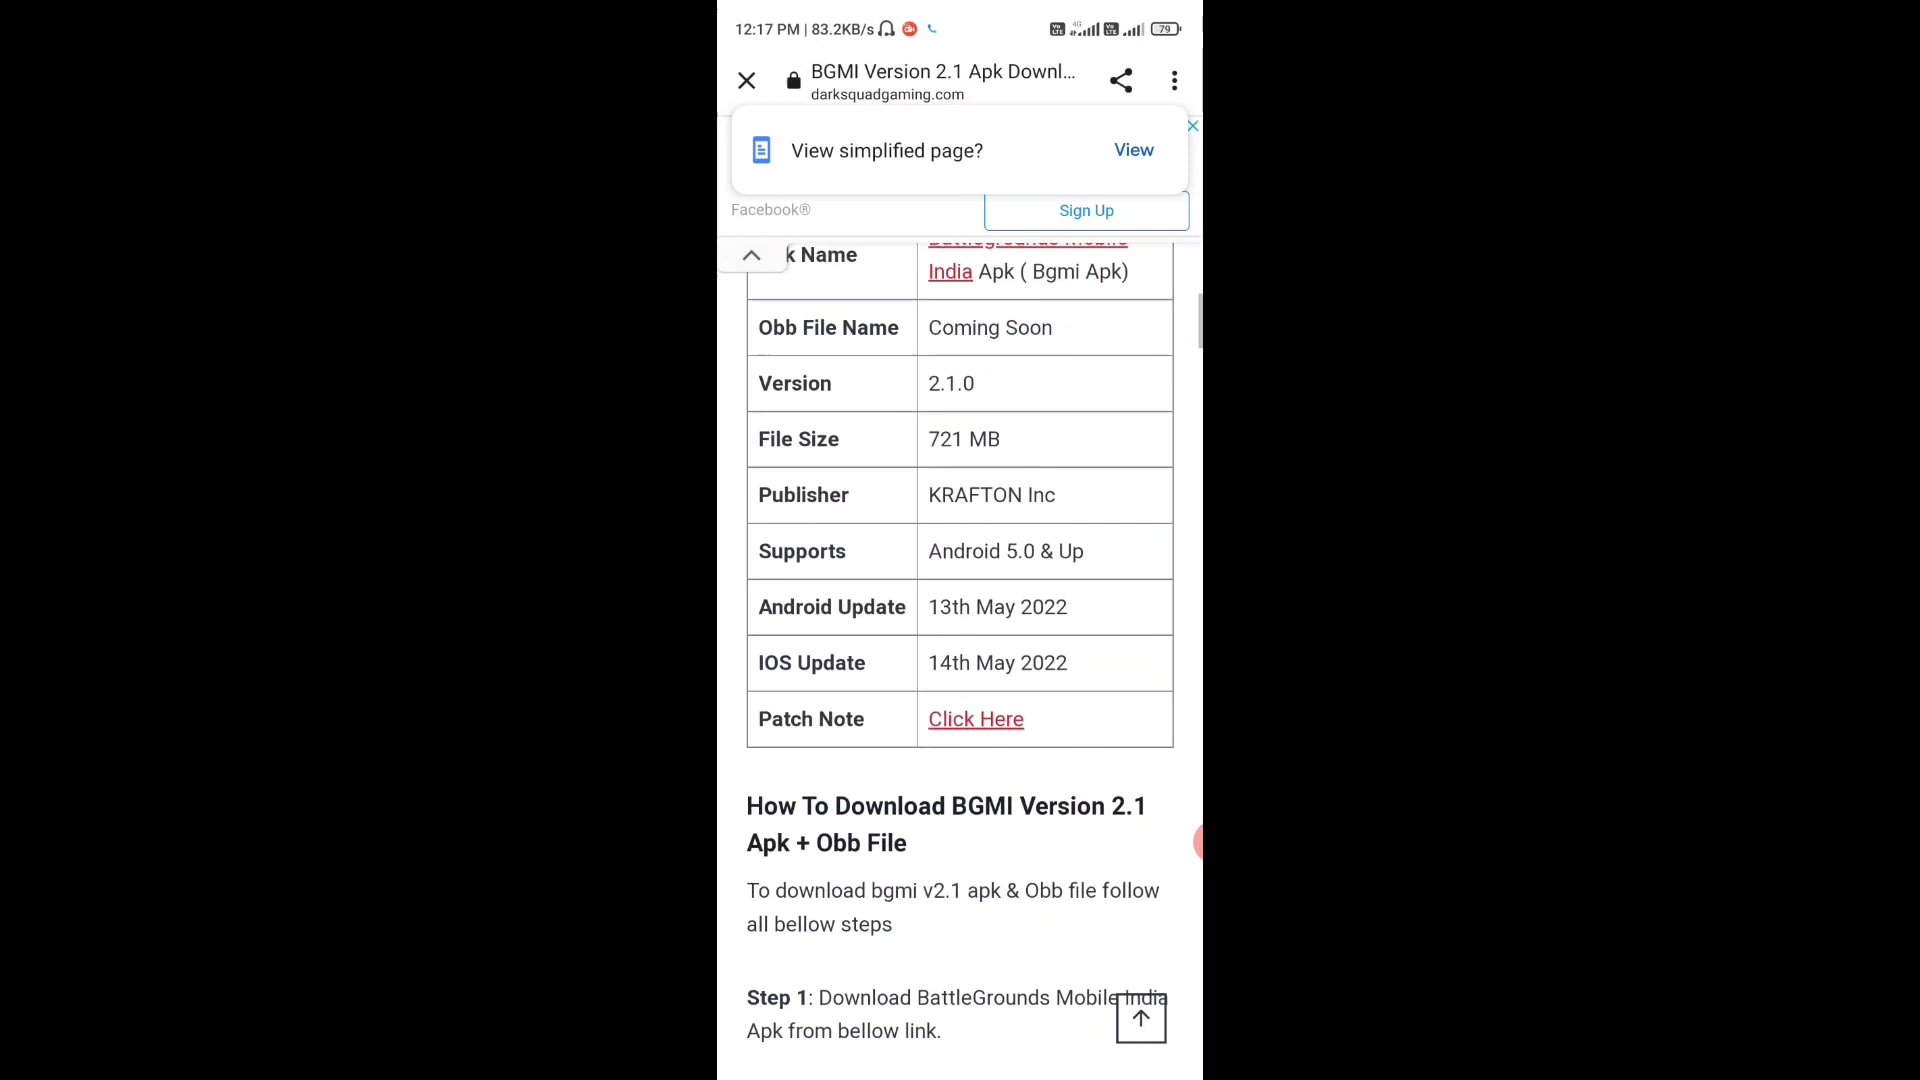 12:17 PM | 83.2KB/s
79
BGMI Version 2.1 Apk Downl...
darksquadgaming.com
View simplified page? View
Facebook® Sign Up
k Name Battlegrounds Mobile
India Apk ( Bgmi Apk)
Obb File Name Coming Soon
Version 2.1.0
File Size 721 MB
Publisher KRAFTON Inc
Supports Android 5.0 & Up
Android Update 13th May 2022
IOS Update 14th May 2022
Patch Note Click Here
How To Download BGMI Version 2.1
Apk + Obb File
To download bgmi v2.1 apk & Obb file follow
all bellow steps
Step 1: Download BattleGrounds Mobile India
Apk from bellow link.